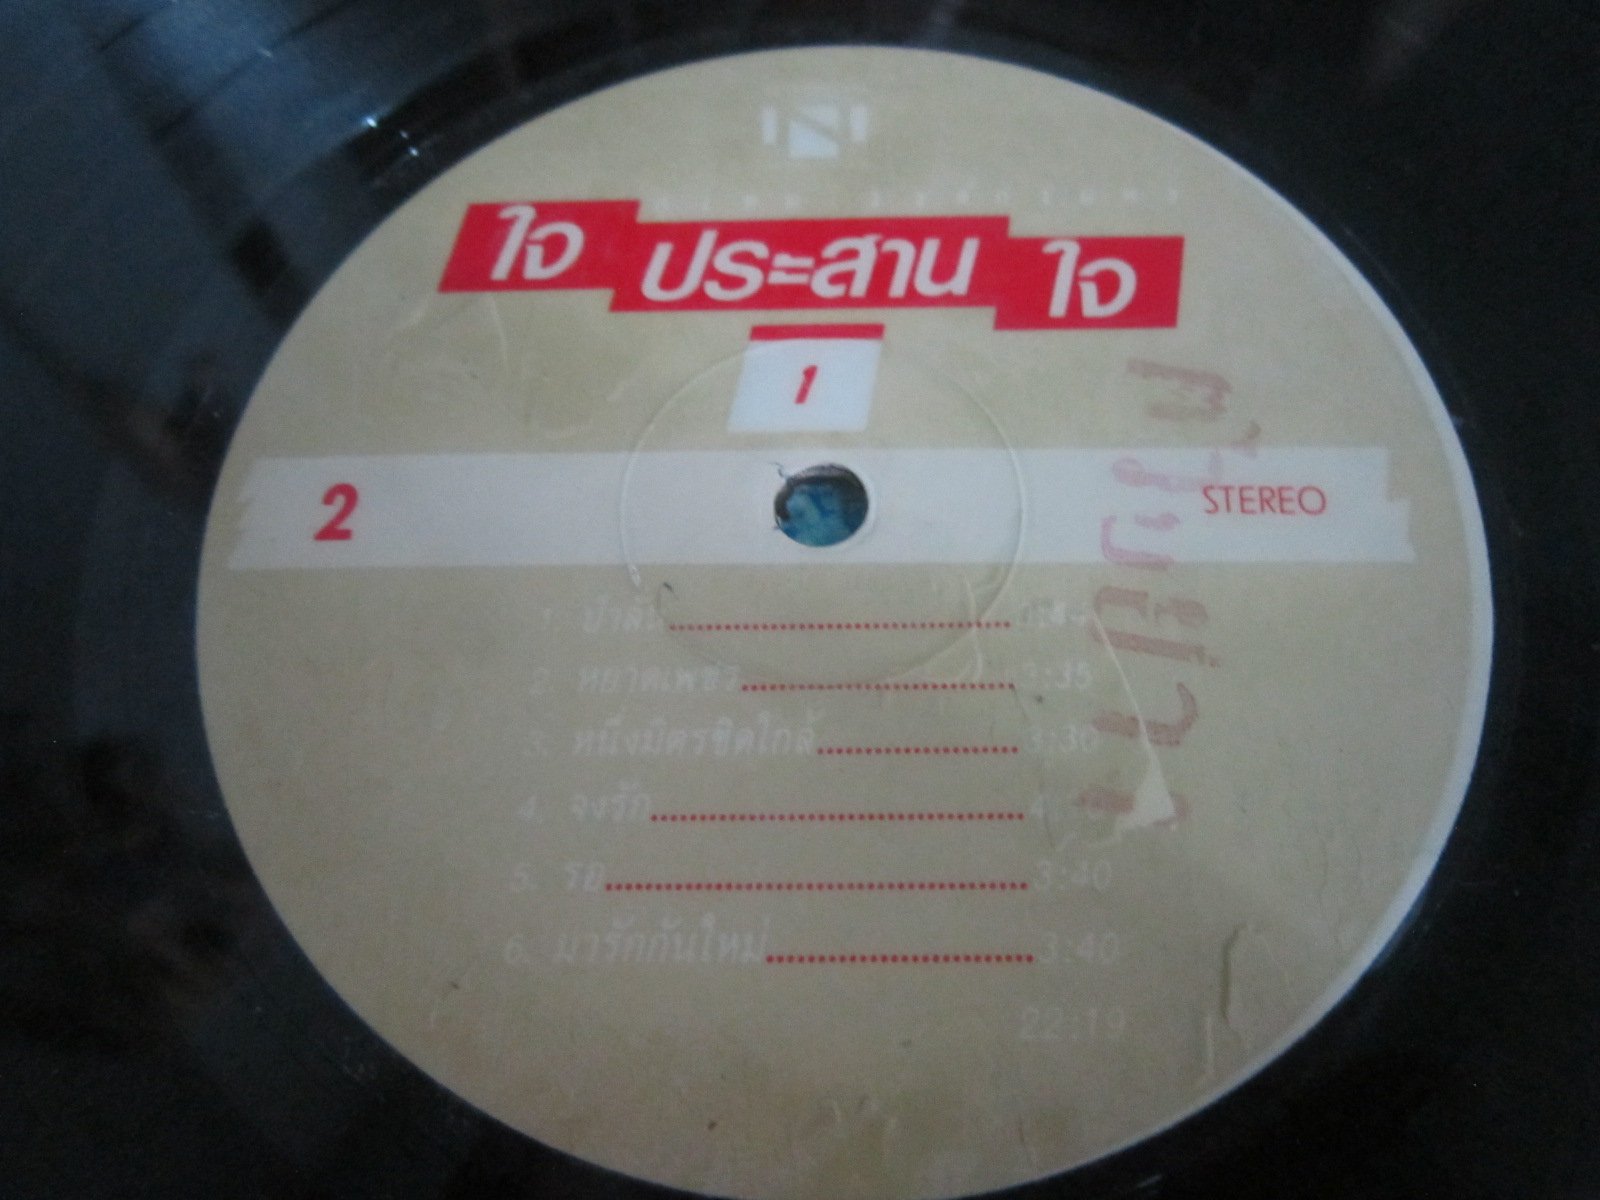 ใจ ประสาน ใจ
1
2 STEREO
2. หยาดเพชร 3:35
3. หนึ่งมิตรชิดใกล้ 3:30
4. จงรัก
5. รอ 3:40
6. มารักกันใหม่ 3:40
22:19